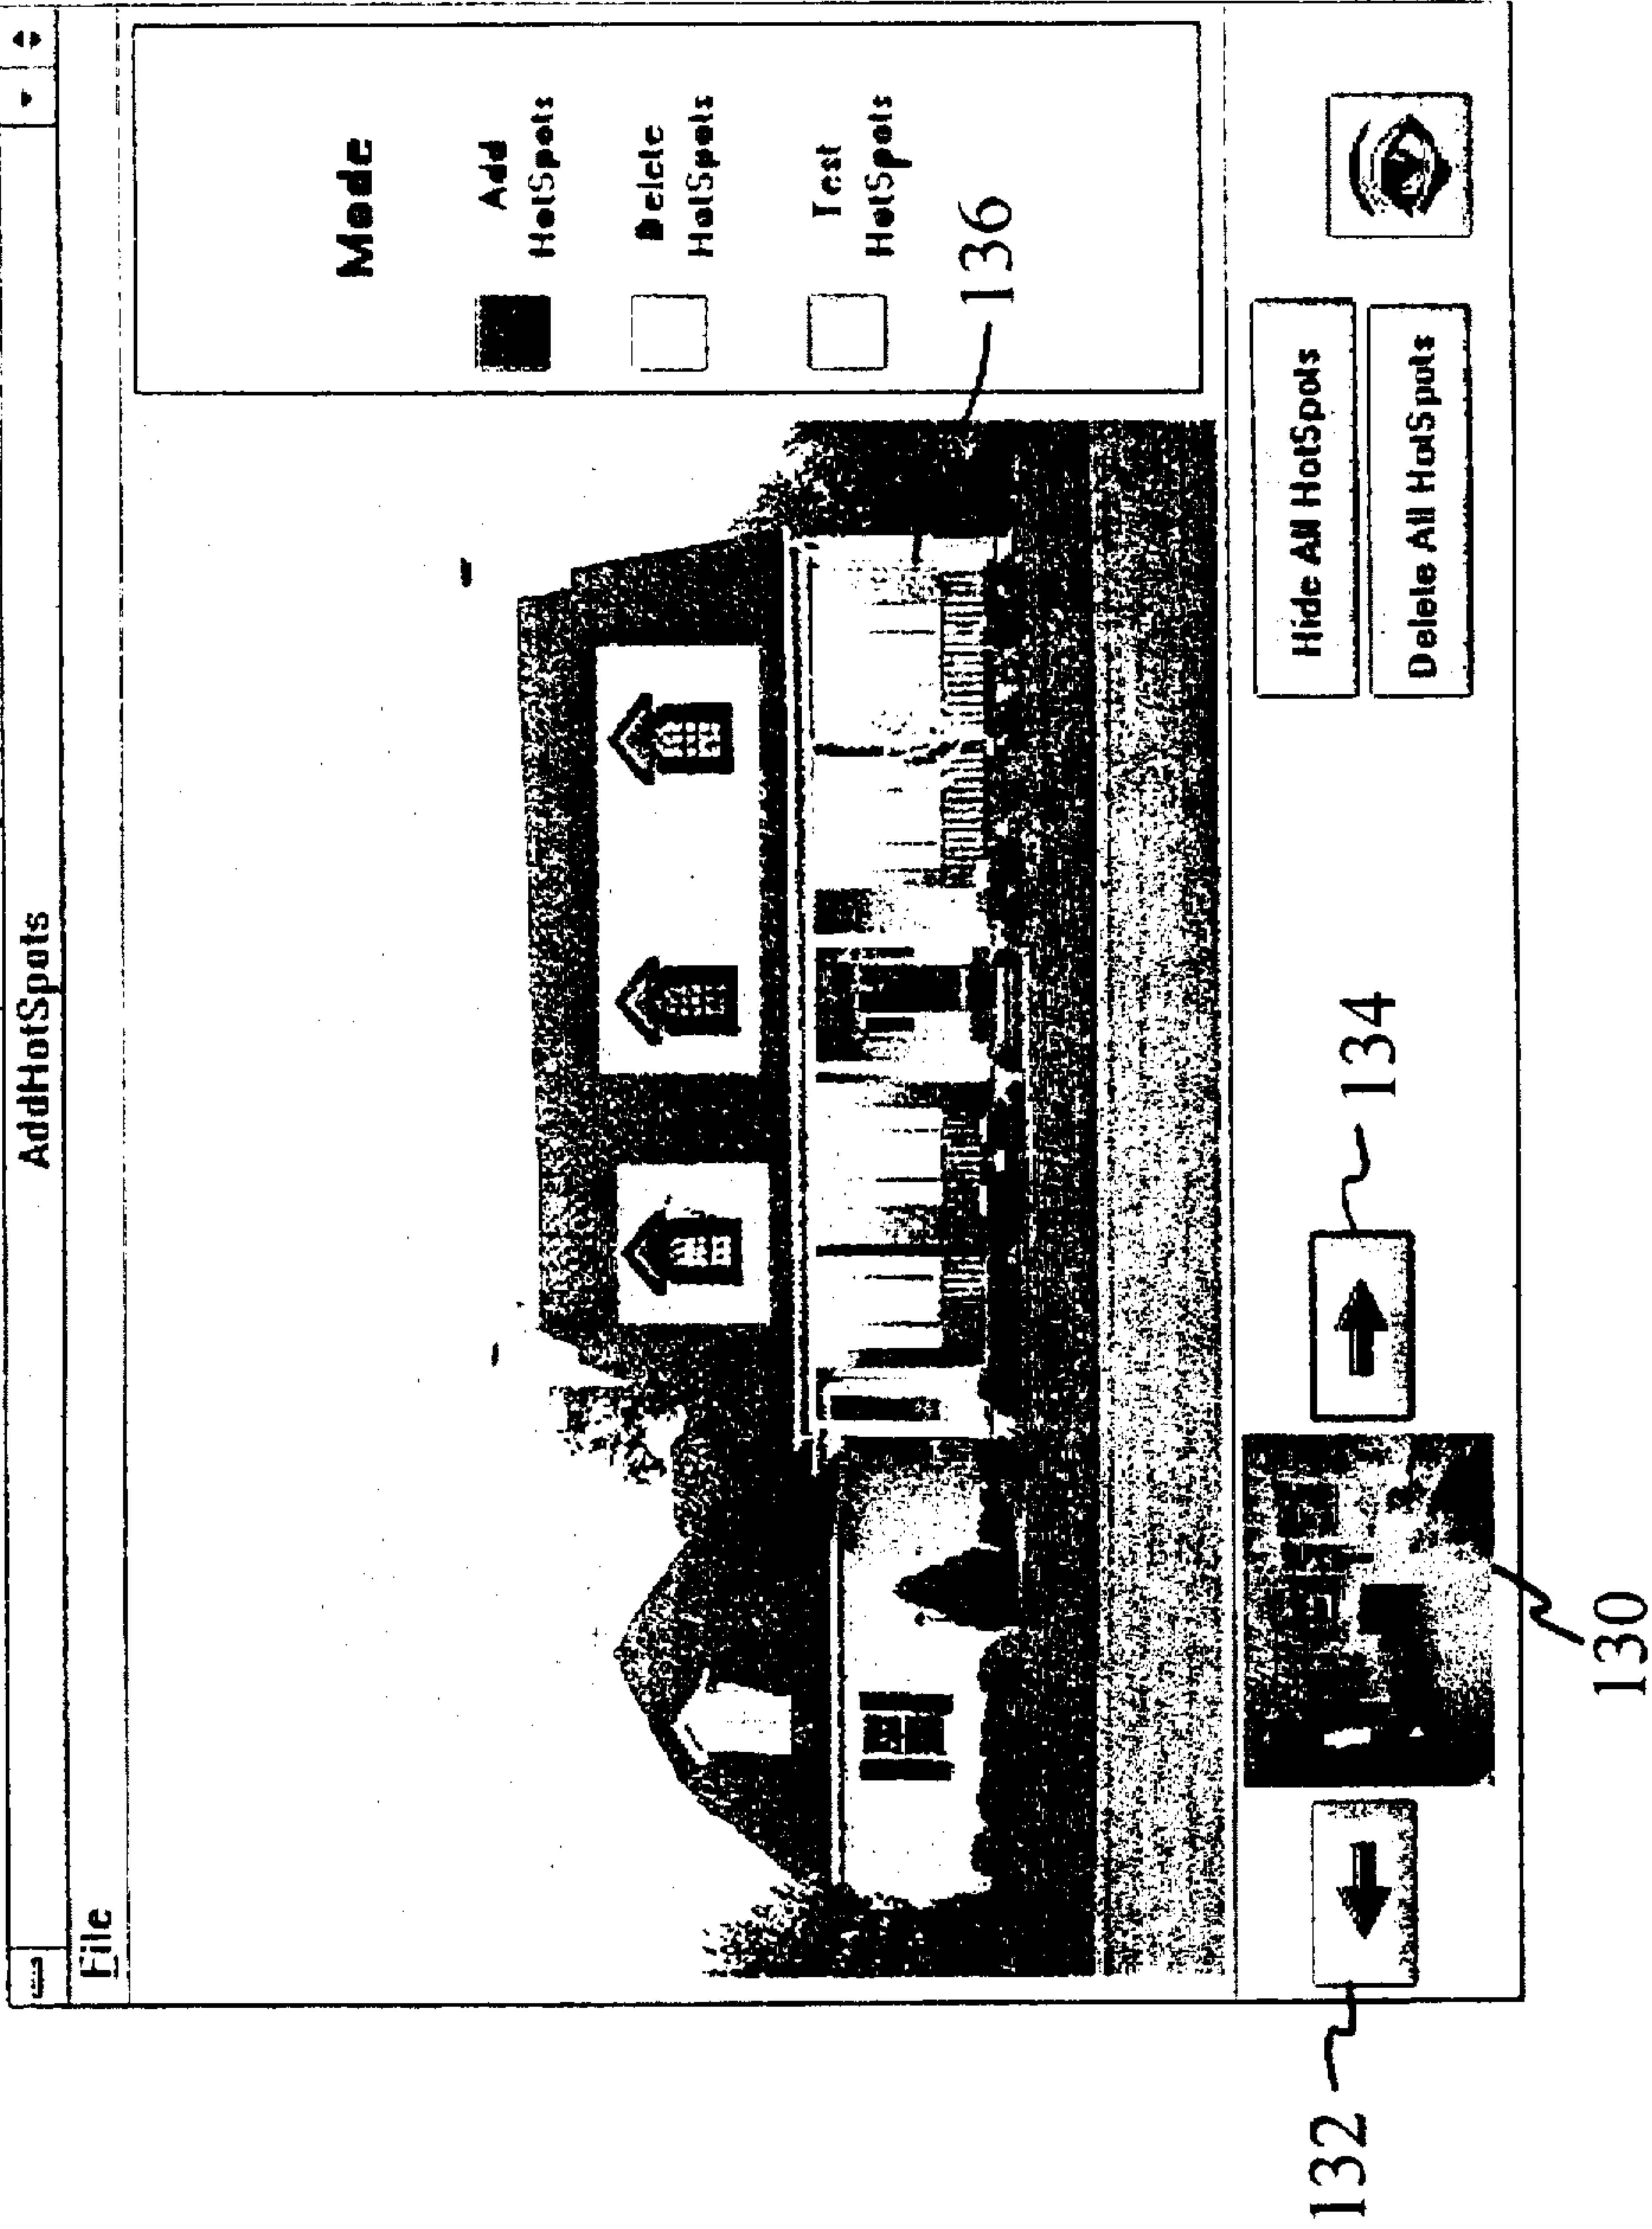 AddHotSpots
File
Mode
Add
HotSpots
Delete
HotSpots
Test
HotSpots
136
Hide All HotSpots
Delete All HotSpots
132
134
130